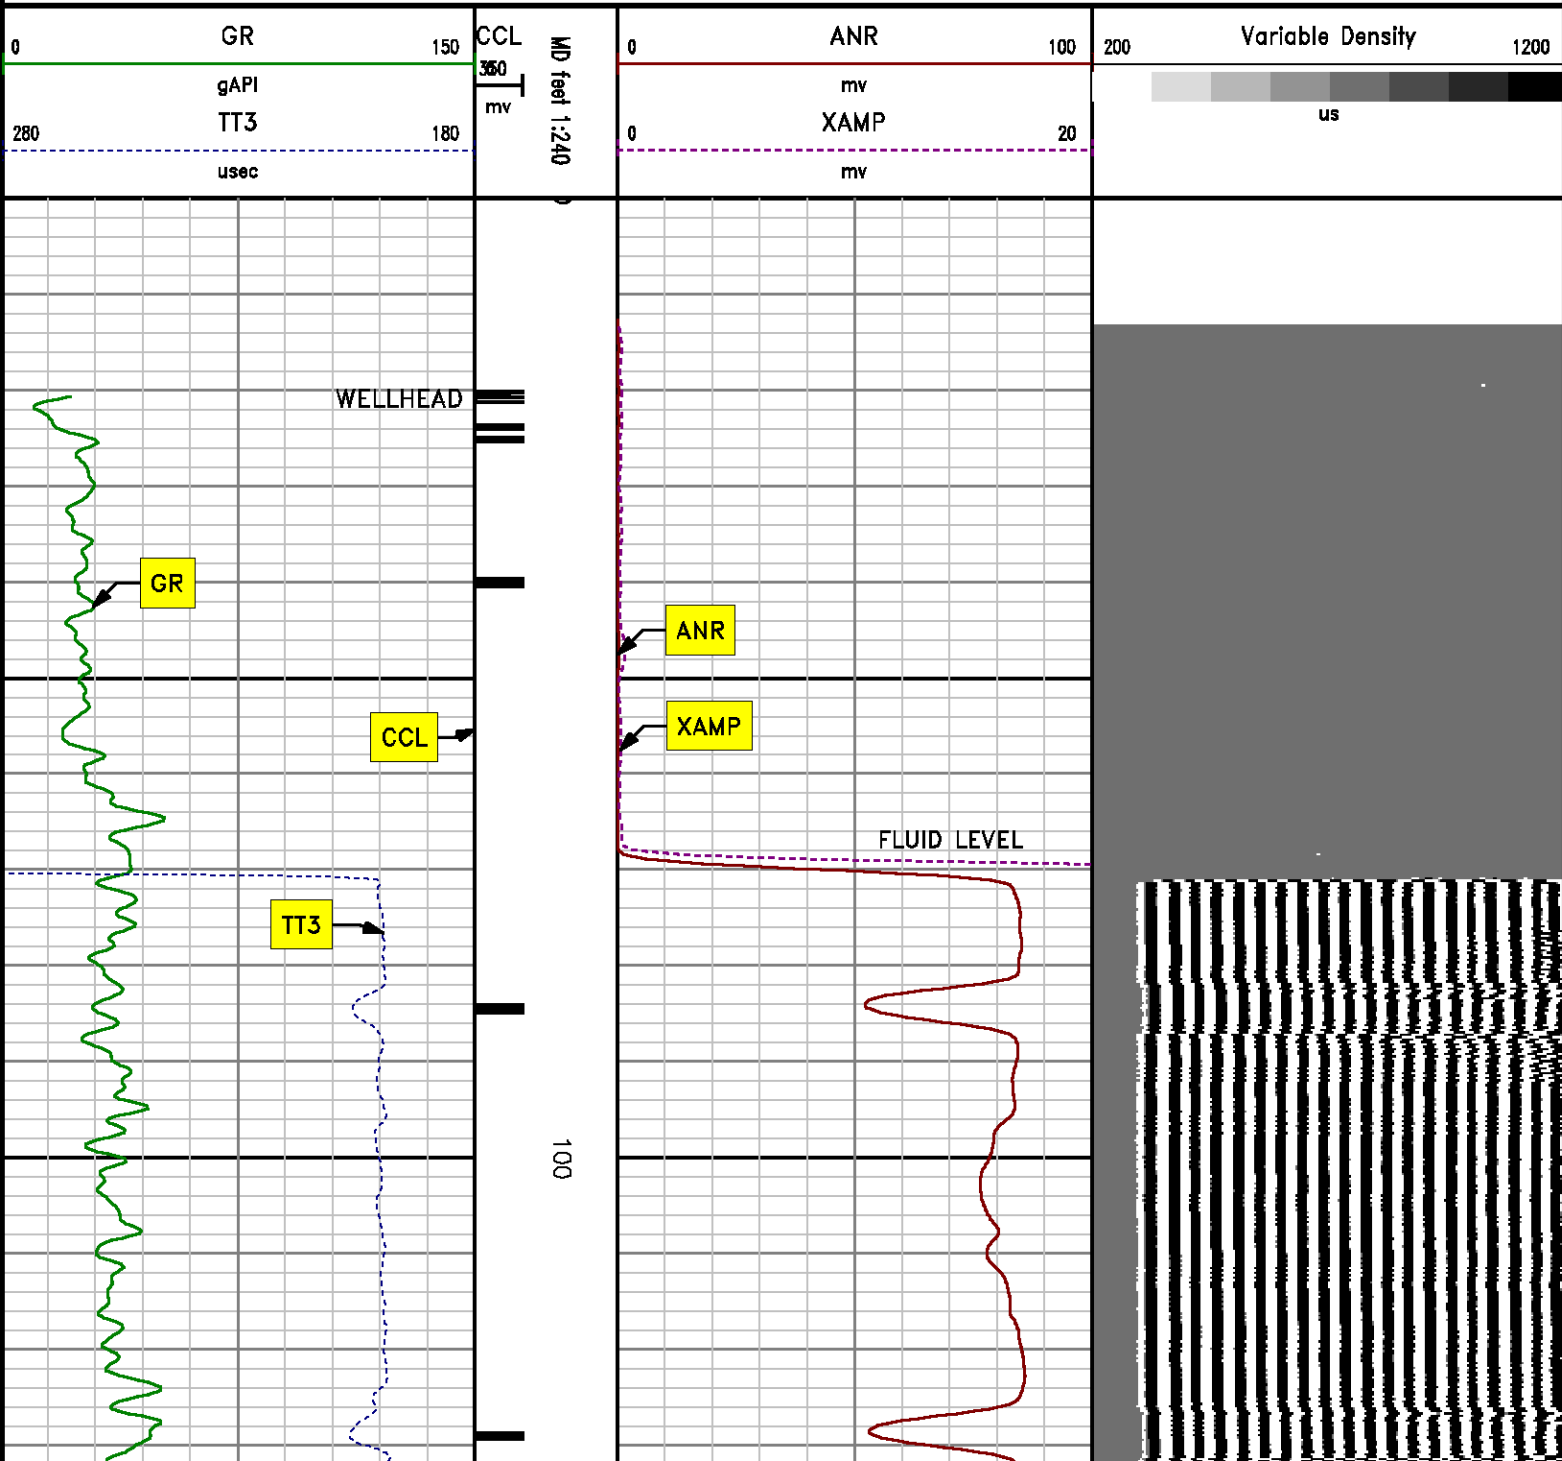 GR
0 150
gAPI
TT3
280 180
usec
CCL
mv
MD feet 1:240
ANR
0 100
mv
XAMP
0 20
mv
Variable Density
200 1200
us
WELLHEAD
GR
ANR
XAMP
CCL
FLUID LEVEL
TT3
100